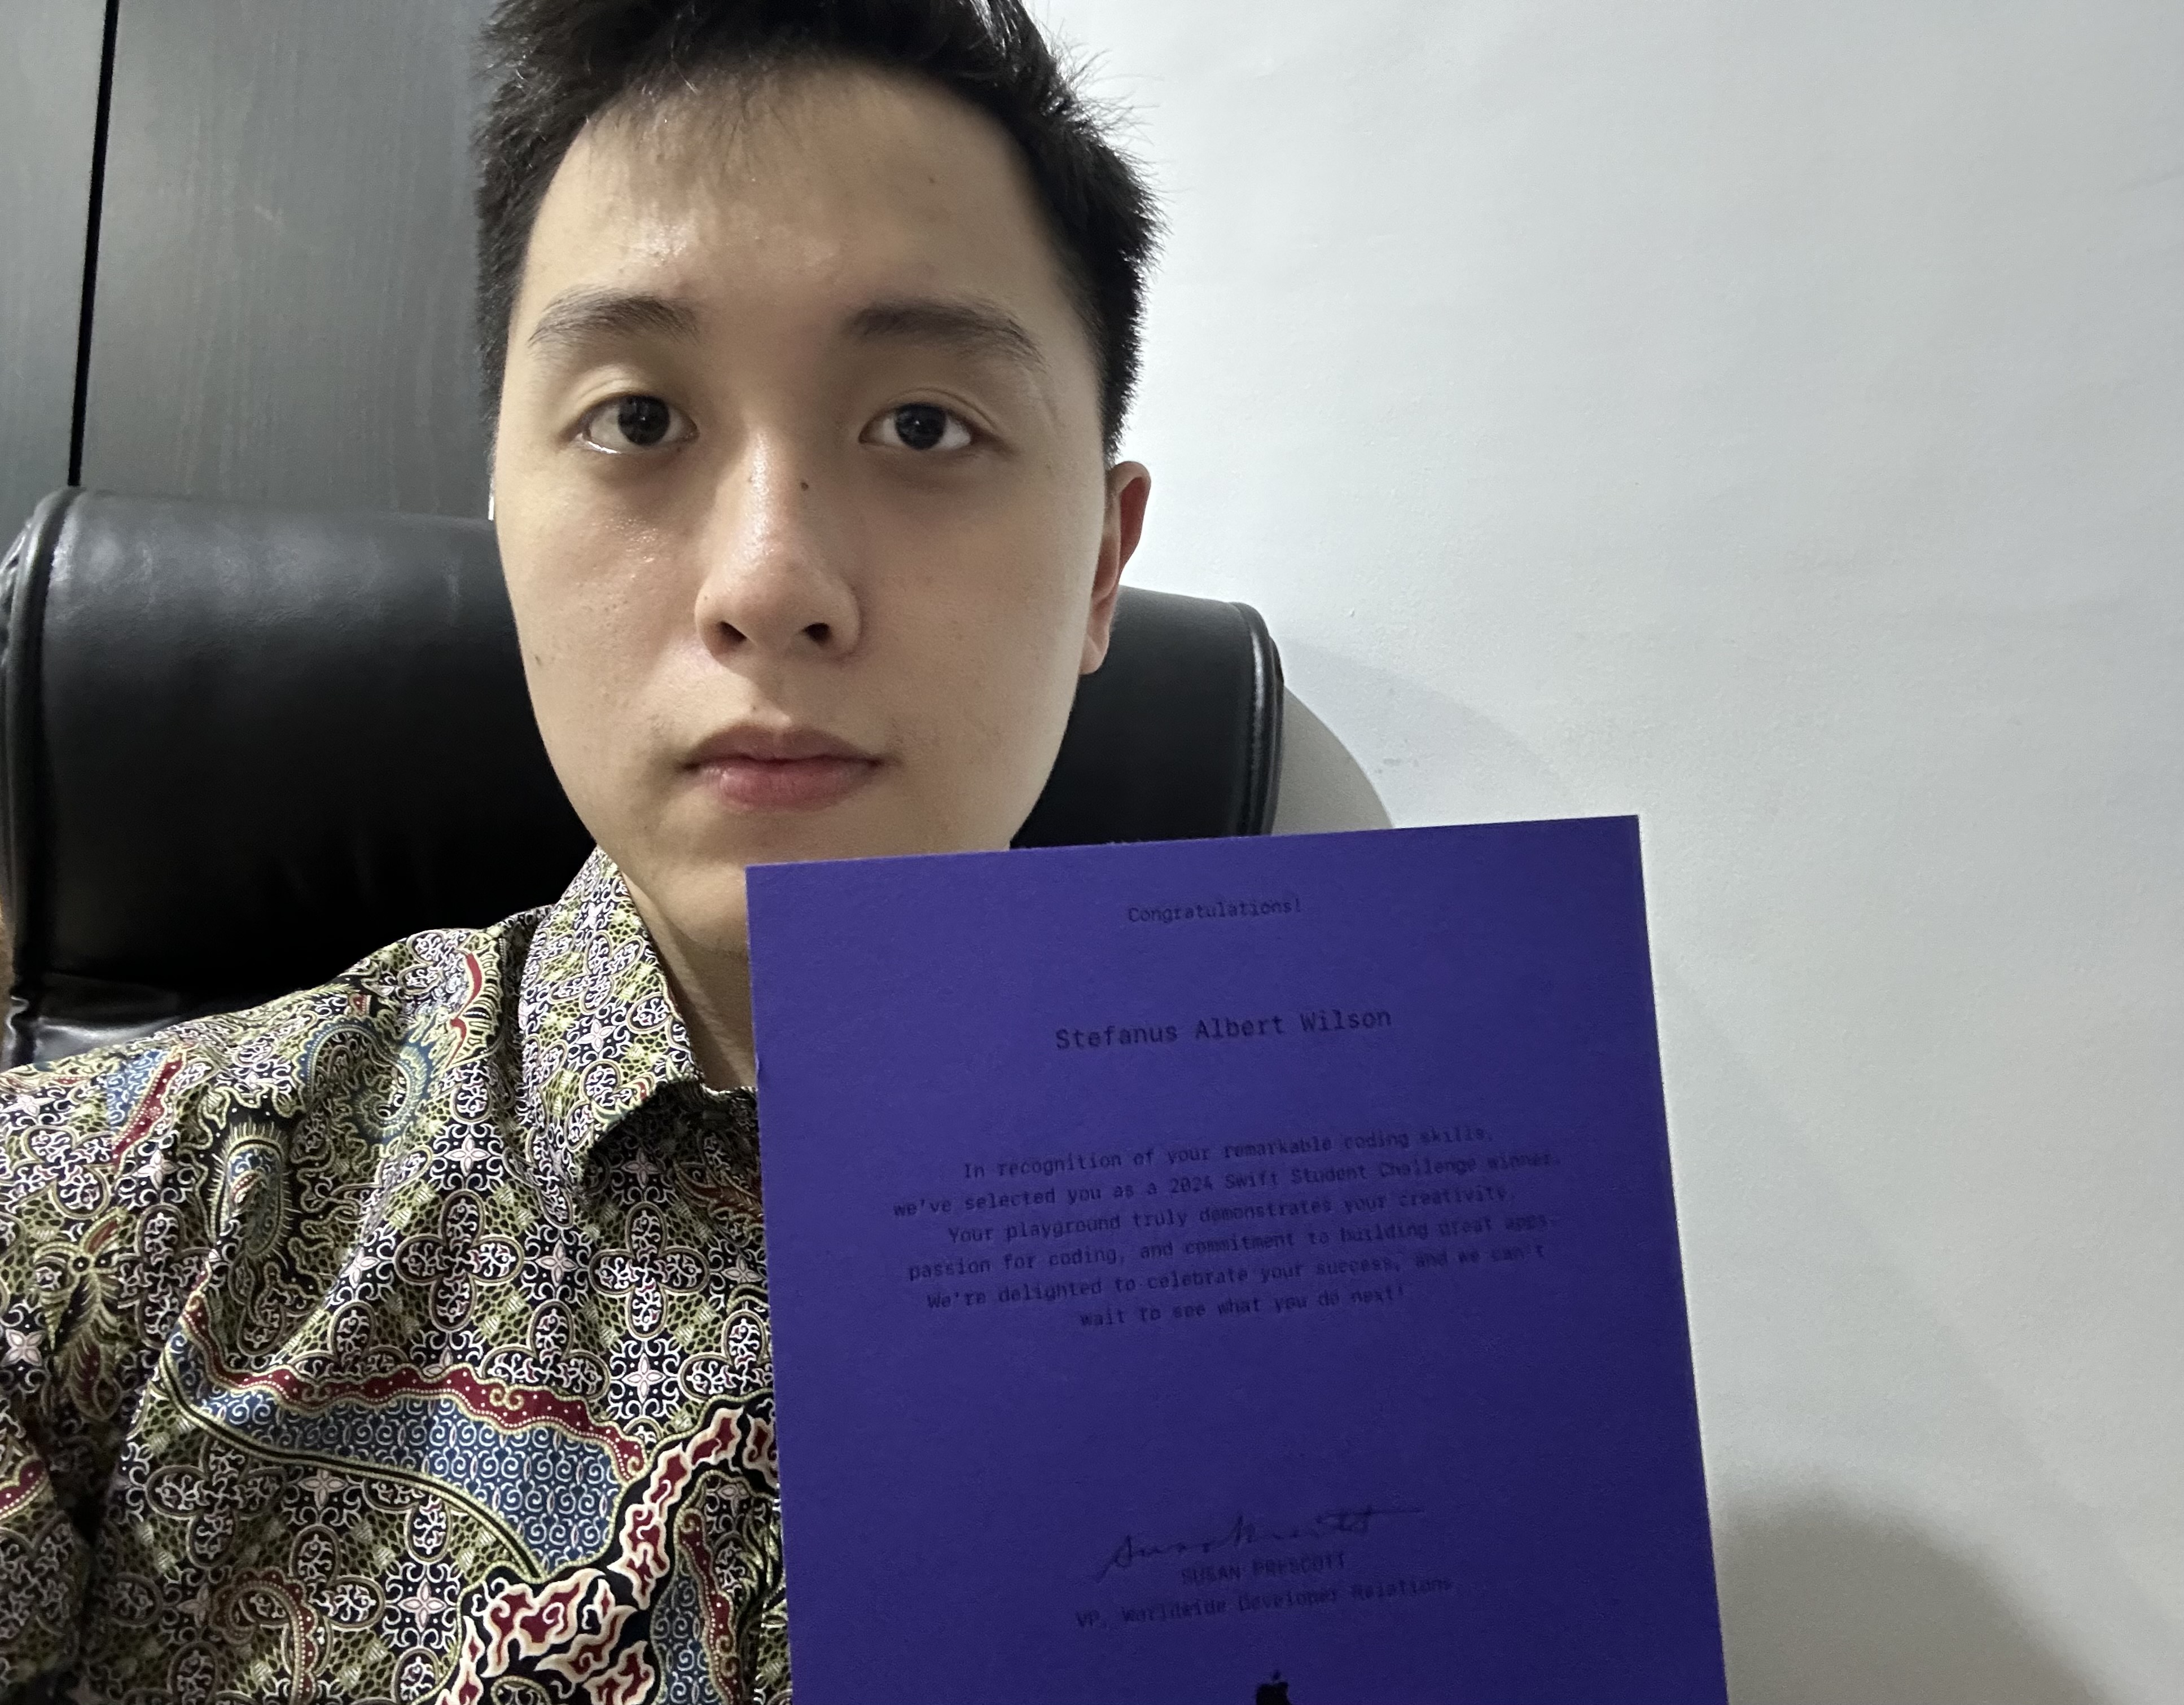 Congratulations!
Stefanus Albert Wilson
In recognition of your remarkable coding skills,
we've selected you as a 2024 Swift Student Challenge winner.
Your playground truly demonstrates your creativity,
passion for coding, and commitment to building great apps.
We're delighted to celebrate your success, and we can't
wait to see what you do next!
SUSAN PRESCOTT
VP, Worldwide Developer Relations